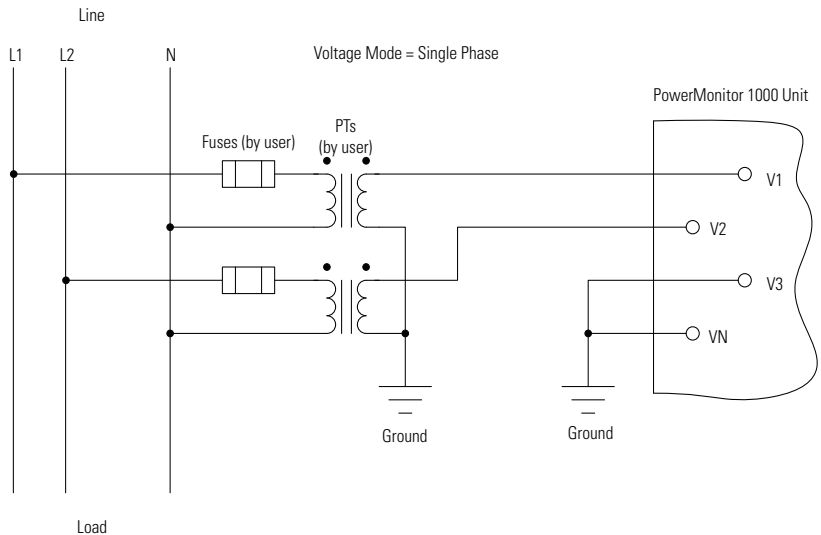 Line
L1
L2
N
Voltage Mode = Single Phase
PowerMonitor 1000 Unit
Fuses (by user)
PTs
(by user)
V1
V2
V3
VN
Ground
Ground
Load